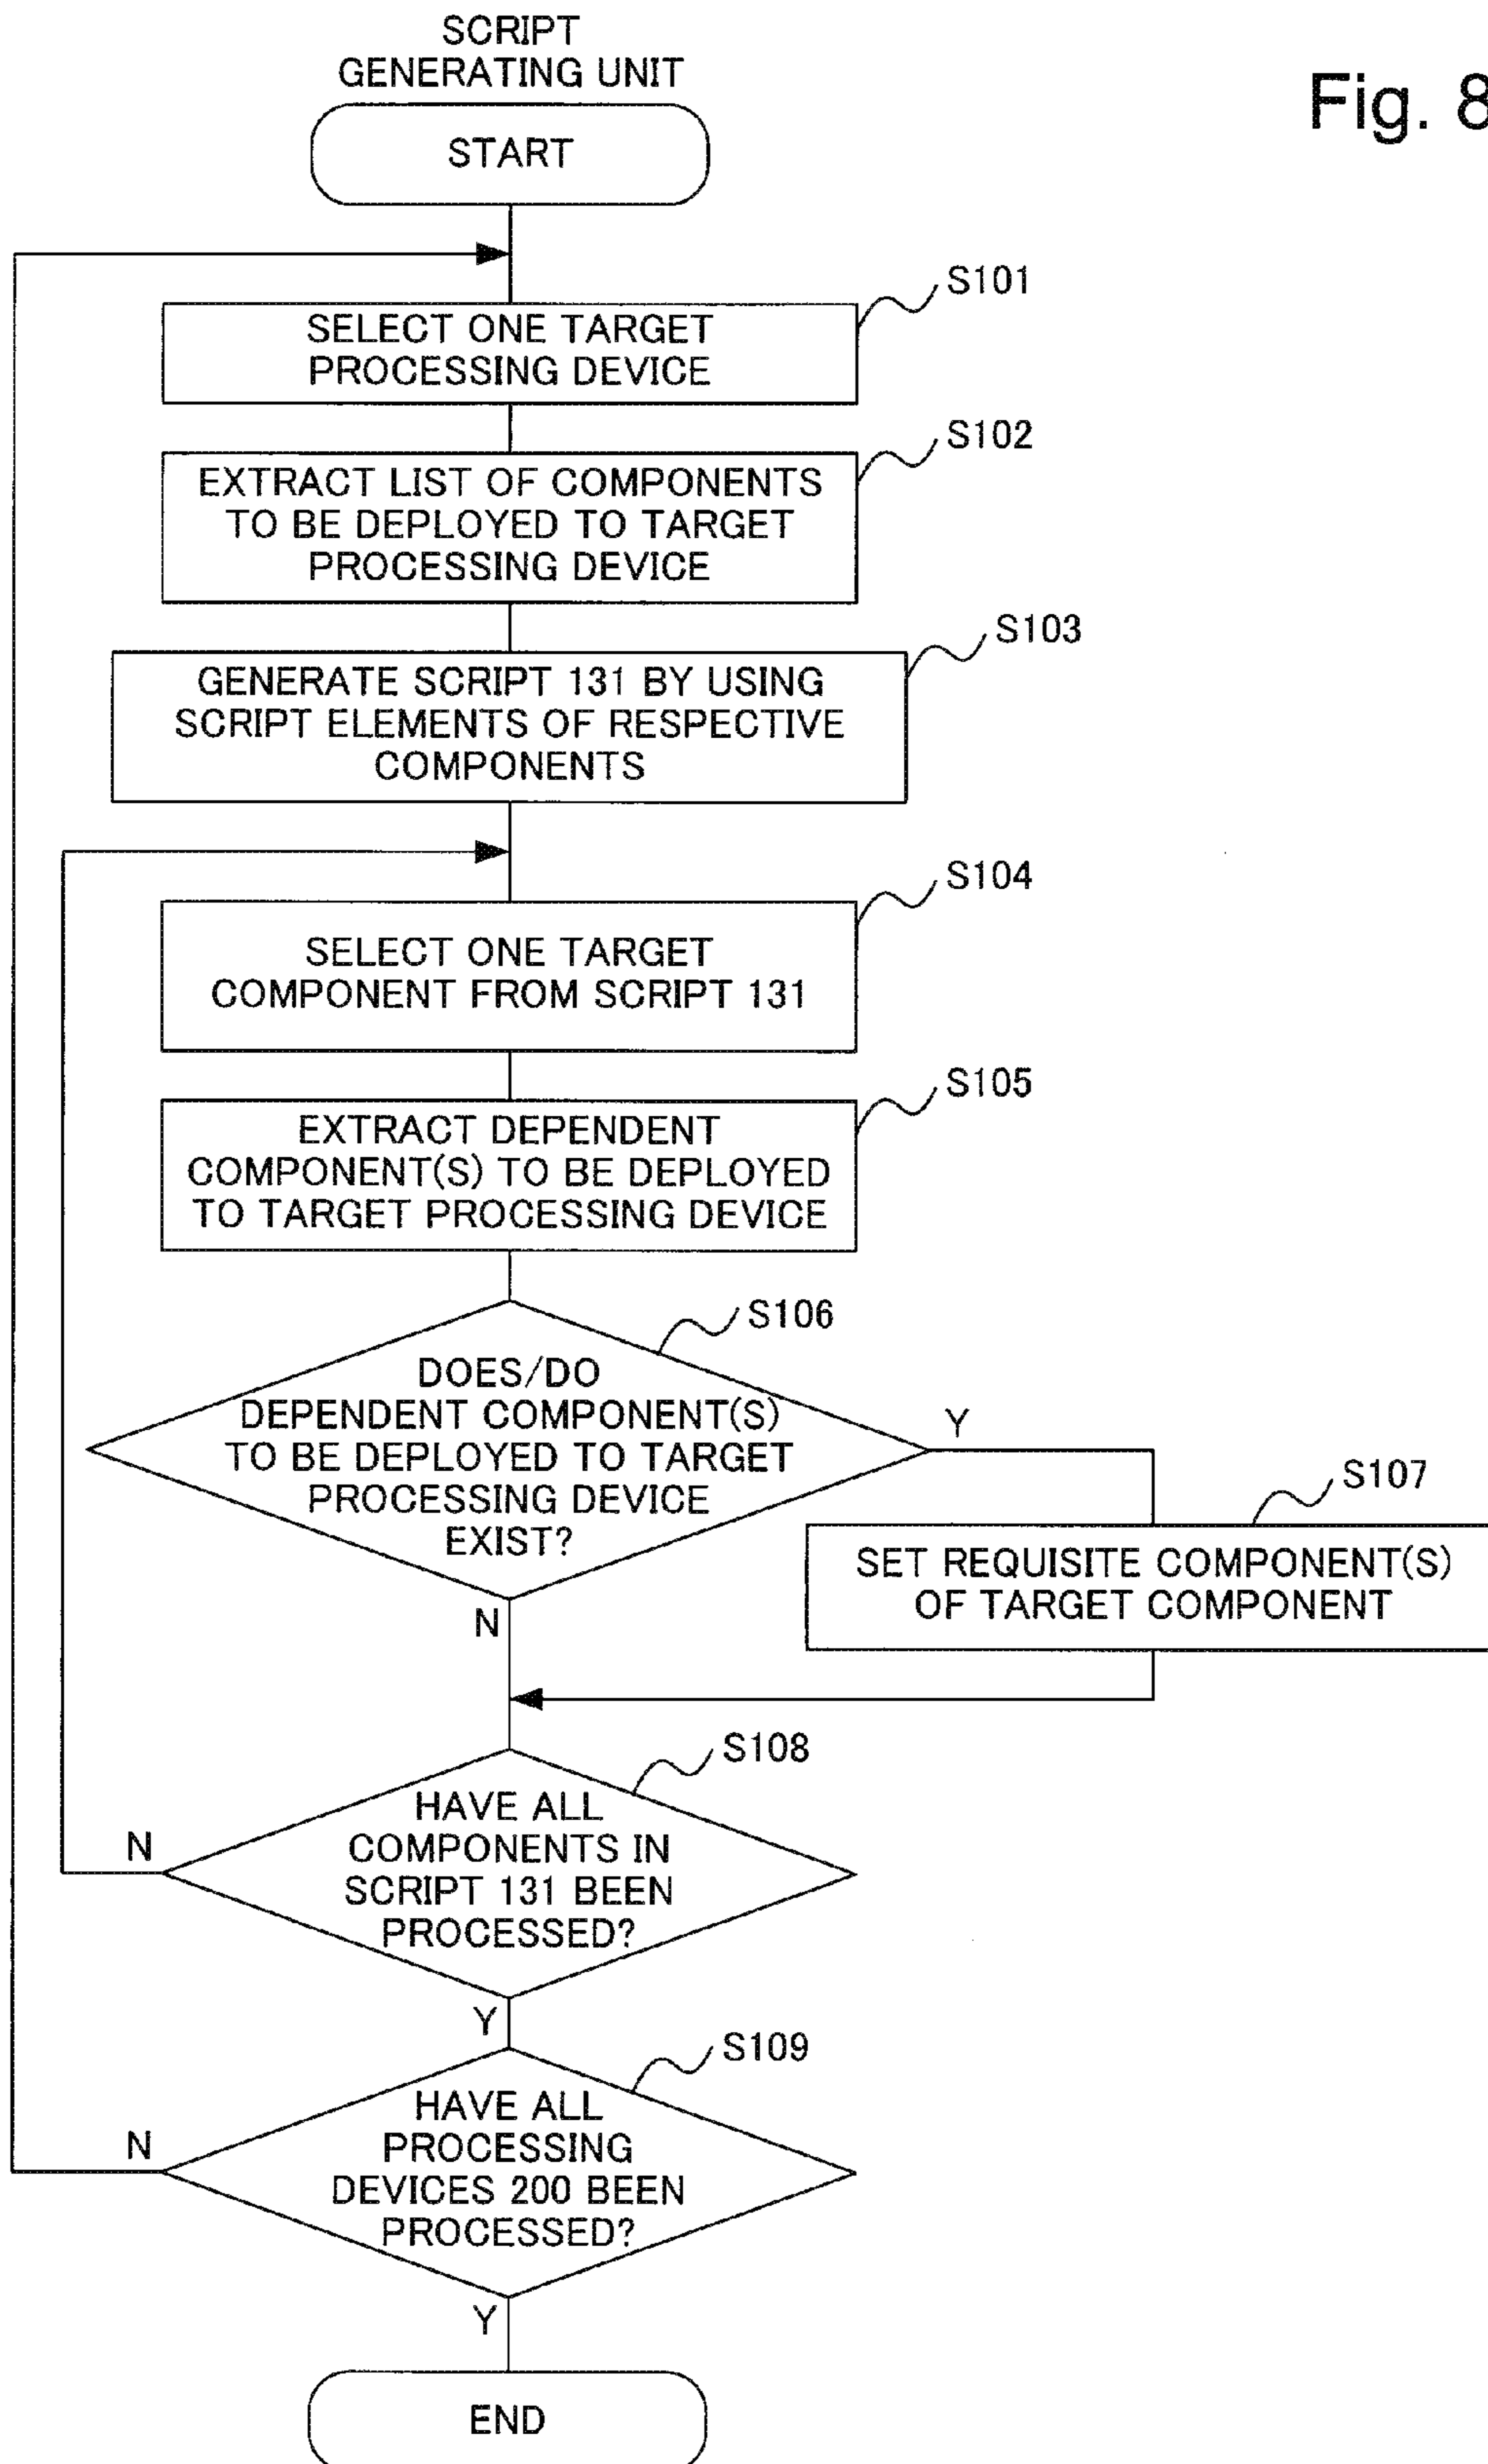 SCRIPT
GENERATING UNIT
Fig. 8
START
S101
SELECT ONE TARGET
PROCESSING DEVICE
S102
EXTRACT LIST OF COMPONENTS
TO BE DEPLOYED TO TARGET
PROCESSING DEVICE
S103
GENERATE SCRIPT 131 BY USING
SCRIPT ELEMENTS OF RESPECTIVE
COMPONENTS
S104
SELECT ONE TARGET
COMPONENT FROM SCRIPT 131
S105
EXTRACT DEPENDENT
COMPONENT(S) TO BE DEPLOYED
TO TARGET PROCESSING DEVICE
S106
DOES/DO
DEPENDENT COMPONENT(S)
TO BE DEPLOYED TO TARGET
PROCESSING DEVICE
EXIST?
Y
S107
SET REQUISITE COMPONENT(S)
OF TARGET COMPONENT
N
S108
HAVE ALL
COMPONENTS IN
SCRIPT 131 BEEN
PROCESSED?
N
Y
S109
HAVE ALL
PROCESSING
DEVICES 200 BEEN
PROCESSED?
N
Y
END